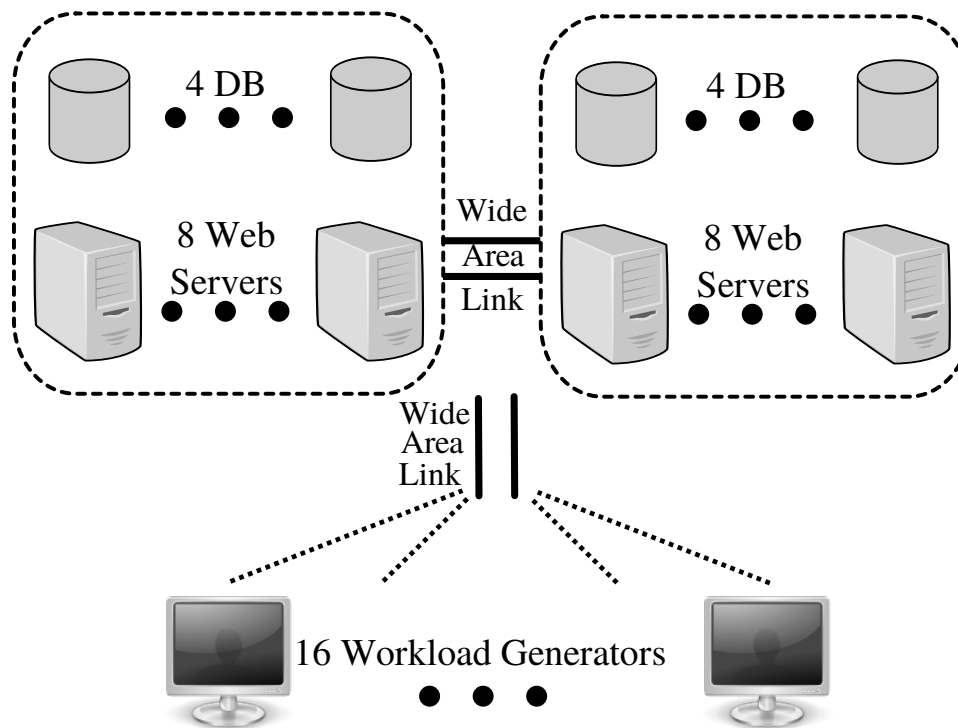 4 DB
8 Web
Servers
Wide
Area
Link
4 DB
8 Web
Servers
Wide
Area
Link
16 Workload Generators